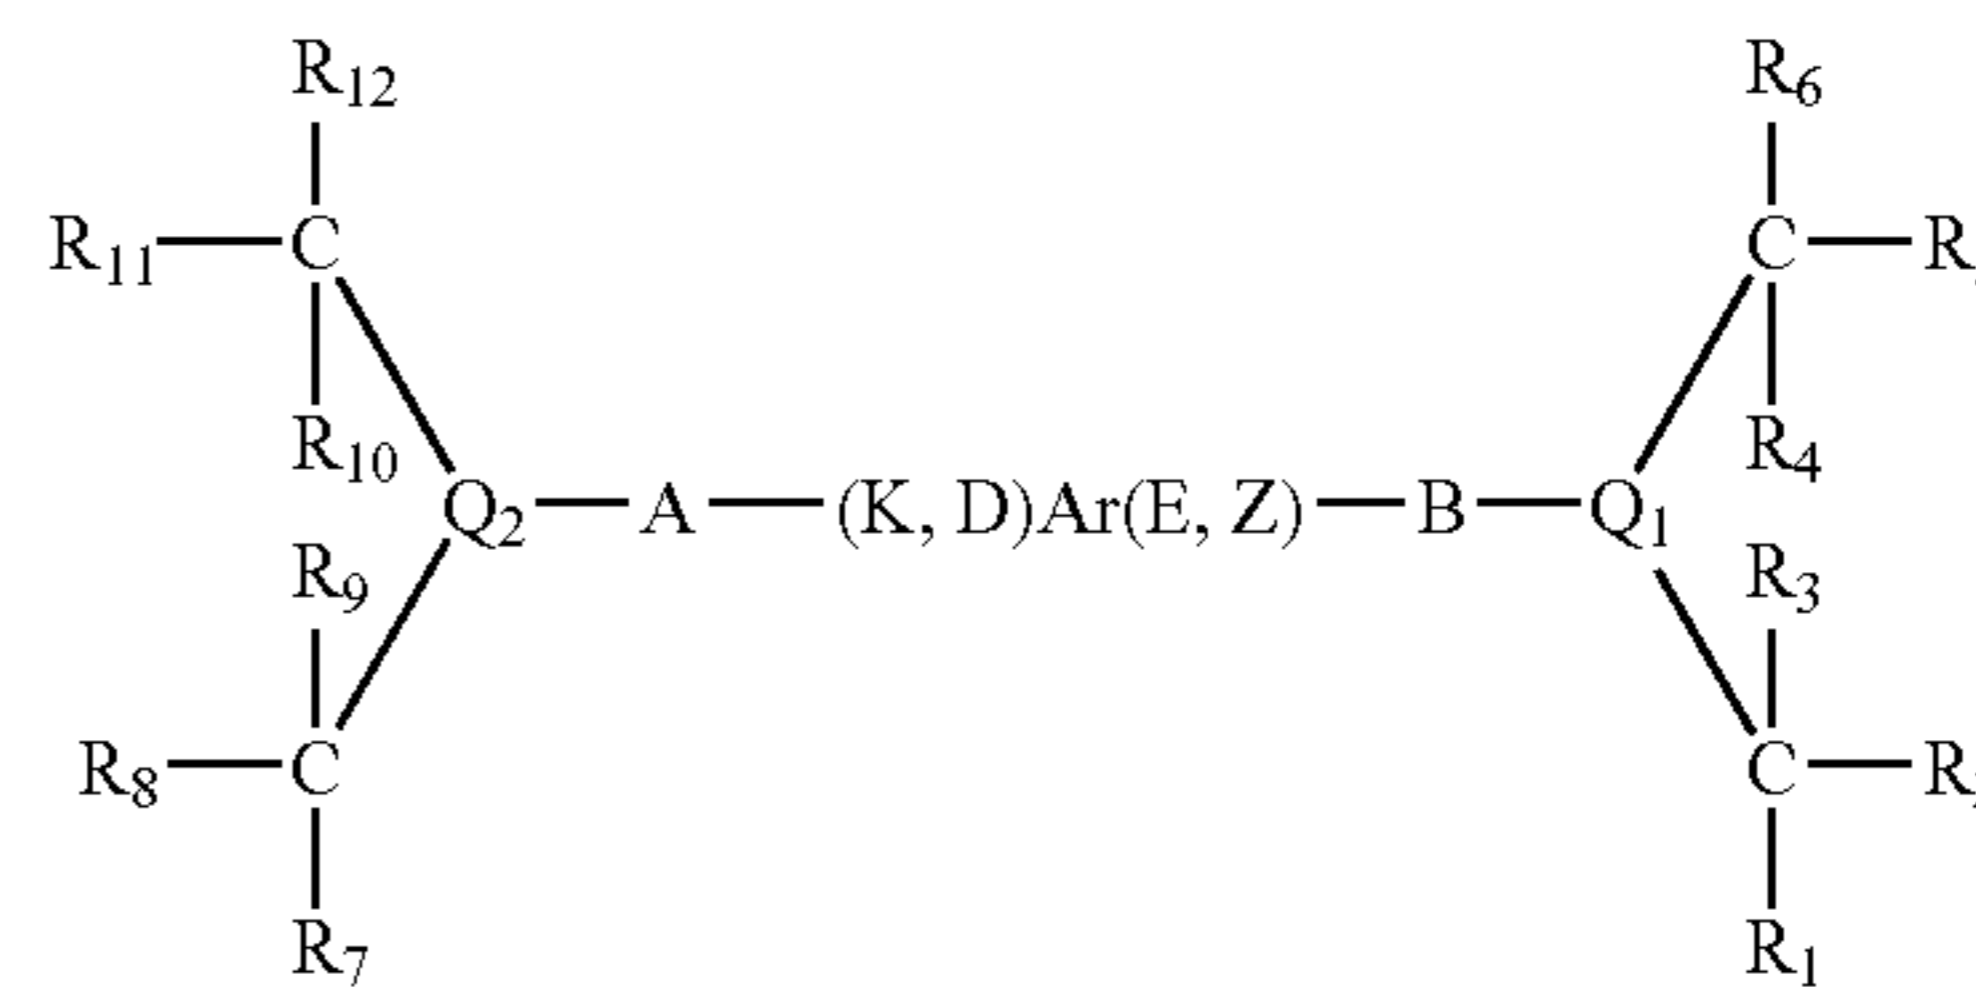 R12 R6
R11 C C R
R10 R4
Q2 A (K, D)Ar(E, Z) B Q1
R9 R3
R8 C C R
R7 R1